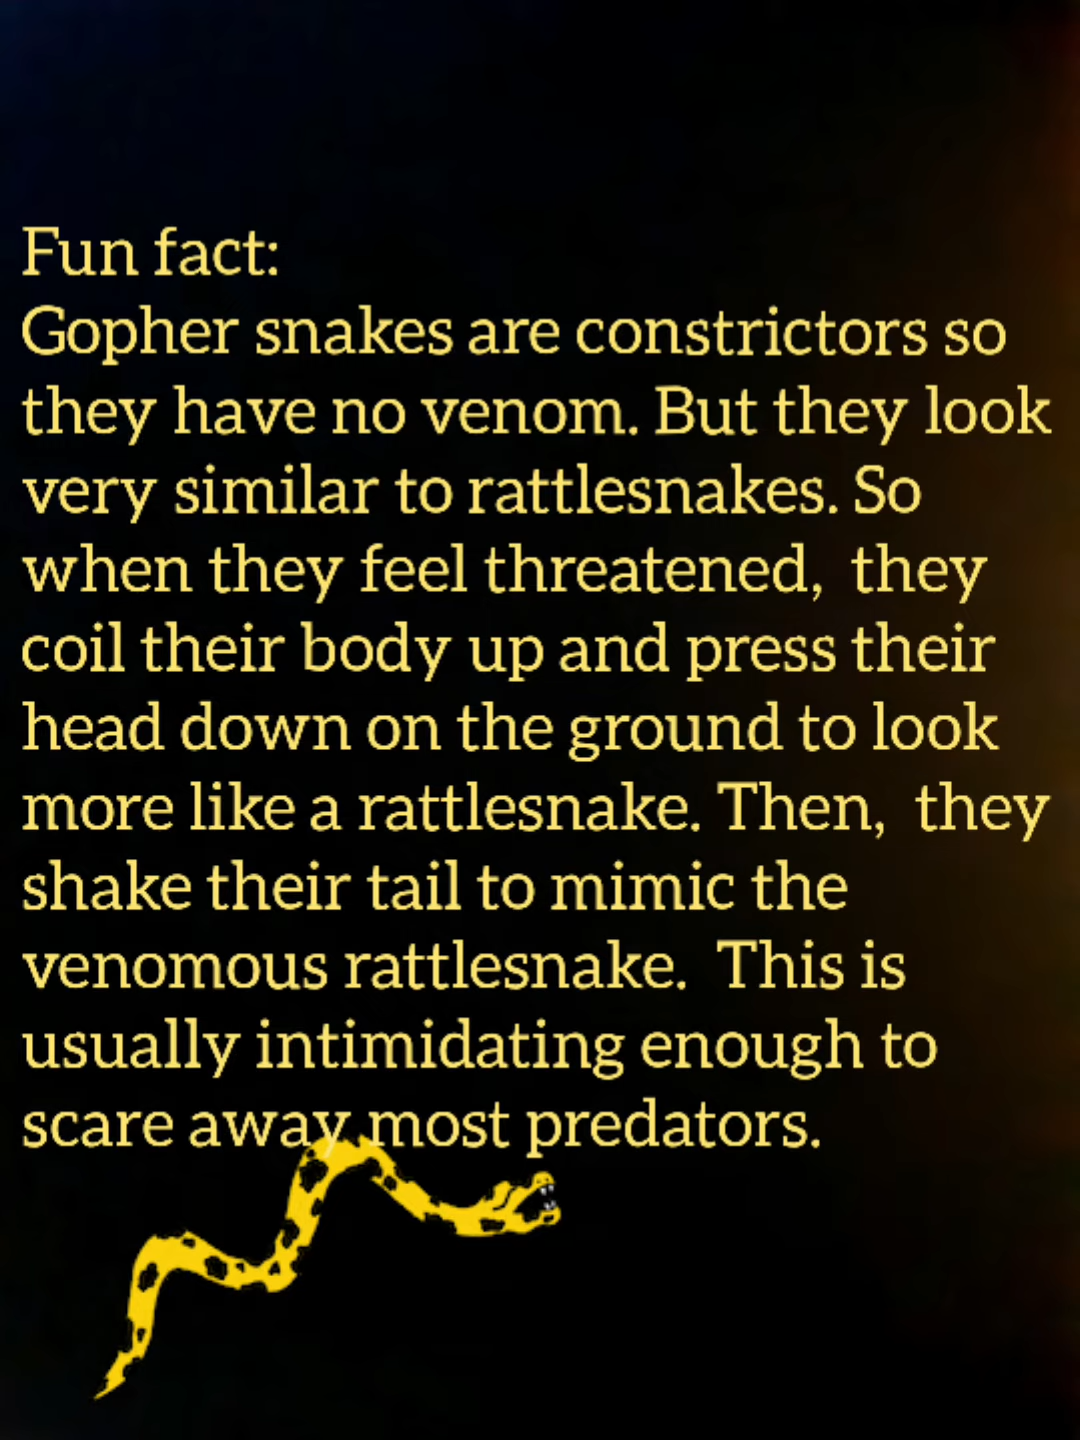 Fun fact:
Gopher snakes are constrictors so
they have no venom. But they look
very similar to rattlesnakes. So
when they feel threatened,  they
coil their body up and press their
head down on the ground to look
more like a rattlesnake. Then,  they
shake their tail to mimic the
venomous rattlesnake.  This is
usually intimidating enough to
scare away most predators.